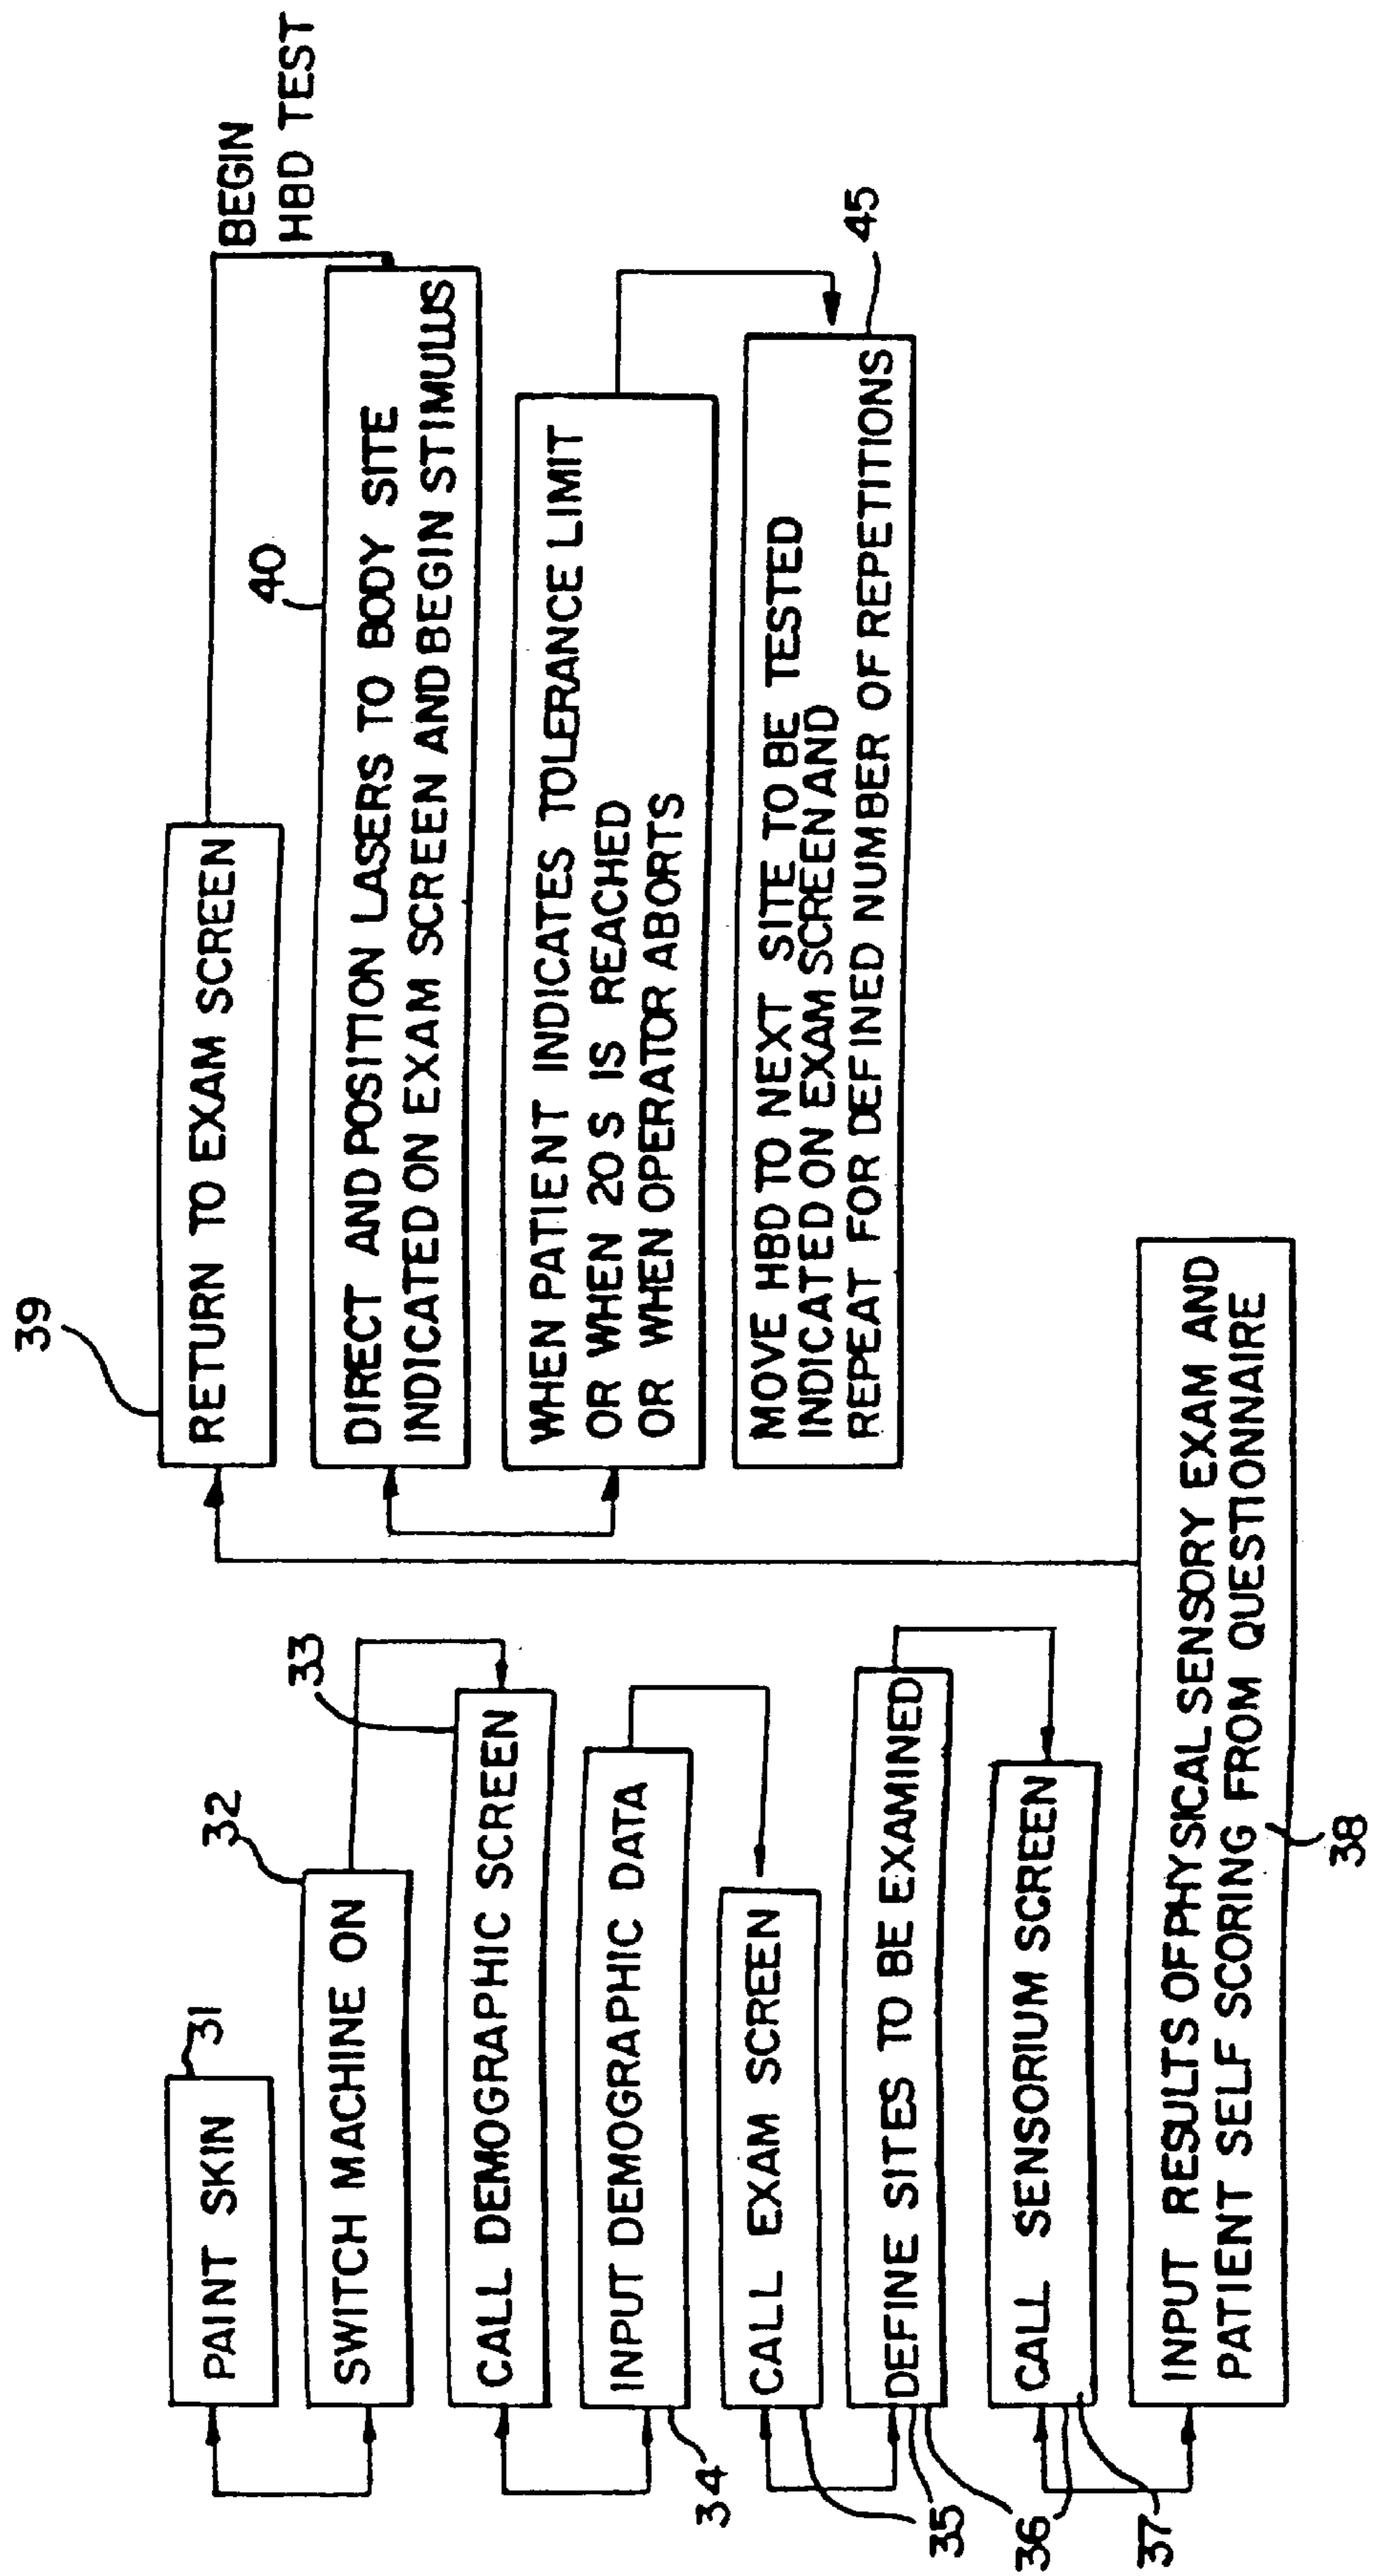 PAINT SKIN
31
SWITCH MACHINE ON
32
CALL DEMOGRAPHIC SCREEN
33
INPUT DEMOGRAPHIC DATA
34
CALL EXAM SCREEN
35
DEFINE SITES TO BE EXAMINED
36
CALL SENSORIUM SCREEN
37
INPUT RESULTS OF PHYSICAL SENSORY EXAM AND
PATIENT SELF SCORING FROM QUESTIONNAIRE
38
39
RETURN TO EXAM SCREEN
BEGIN
HBD TEST
40
DIRECT AND POSITION LASERS TO BODY SITE
INDICATED ON EXAM SCREEN AND BEGIN STIMULUS
WHEN PATIENT INDICATES TOLERANCE LIMIT
OR WHEN 20 S IS REACHED
OR WHEN OPERATOR ABORTS
MOVE HBD TO NEXT SITE TO BE TESTED
INDICATED ON EXAM SCREEN AND
REPEAT FOR DEFINED NUMBER OF REPETITIONS
45